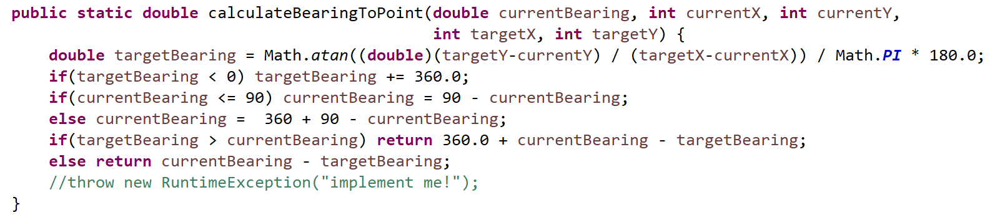 public static double calculateBearingToPoint(double currentBearing, int currentX, int currentY,
int targetX, int targetY) {
double targetBearing = Math.atan((double)(targetY-currentY) / (targetX-currentX)) / Math.PI * 180.0;
if(targetBearing < 0) targetBearing += 360.0;
if(currentBearing <= 90) currentBearing = 90 - currentBearing;
else currentBearing =  360 + 90 - currentBearing;
if(targetBearing > currentBearing) return 360.0 + currentBearing - targetBearing;
else return currentBearing - targetBearing;
//throw new RuntimeException("implement me!");
}